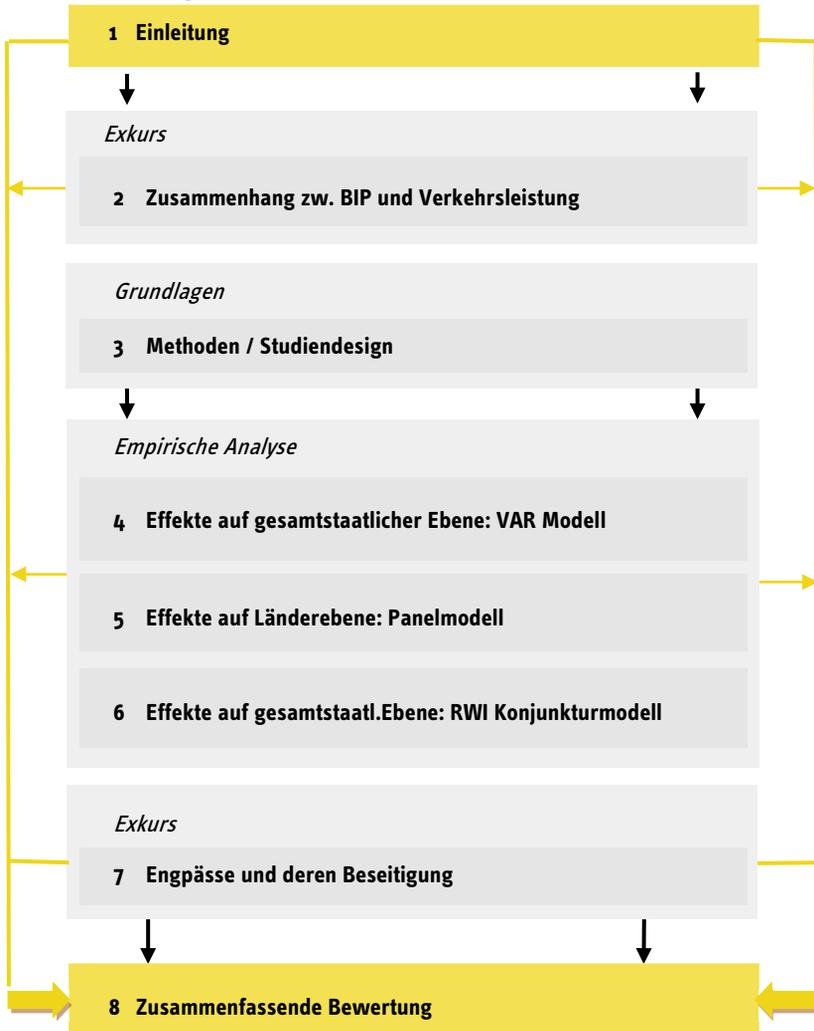 1 Einleitung
Exkurs
2 Zusammenhang zw. BIP und Verkehrsleistung
Grundlagen
3 Methoden / Studiendesign
Empirische Analyse
4 Effekte auf gesamtstaatlicher Ebene: VAR Modell
5 Effekte auf Länderebene: Panelmodell
6 Effekte auf gesamtstaatl.Ebene: RWI Konjunkturmodell
Exkurs
7 Engpässe und deren Beseitigung
8 Zusammenfassende Bewertung